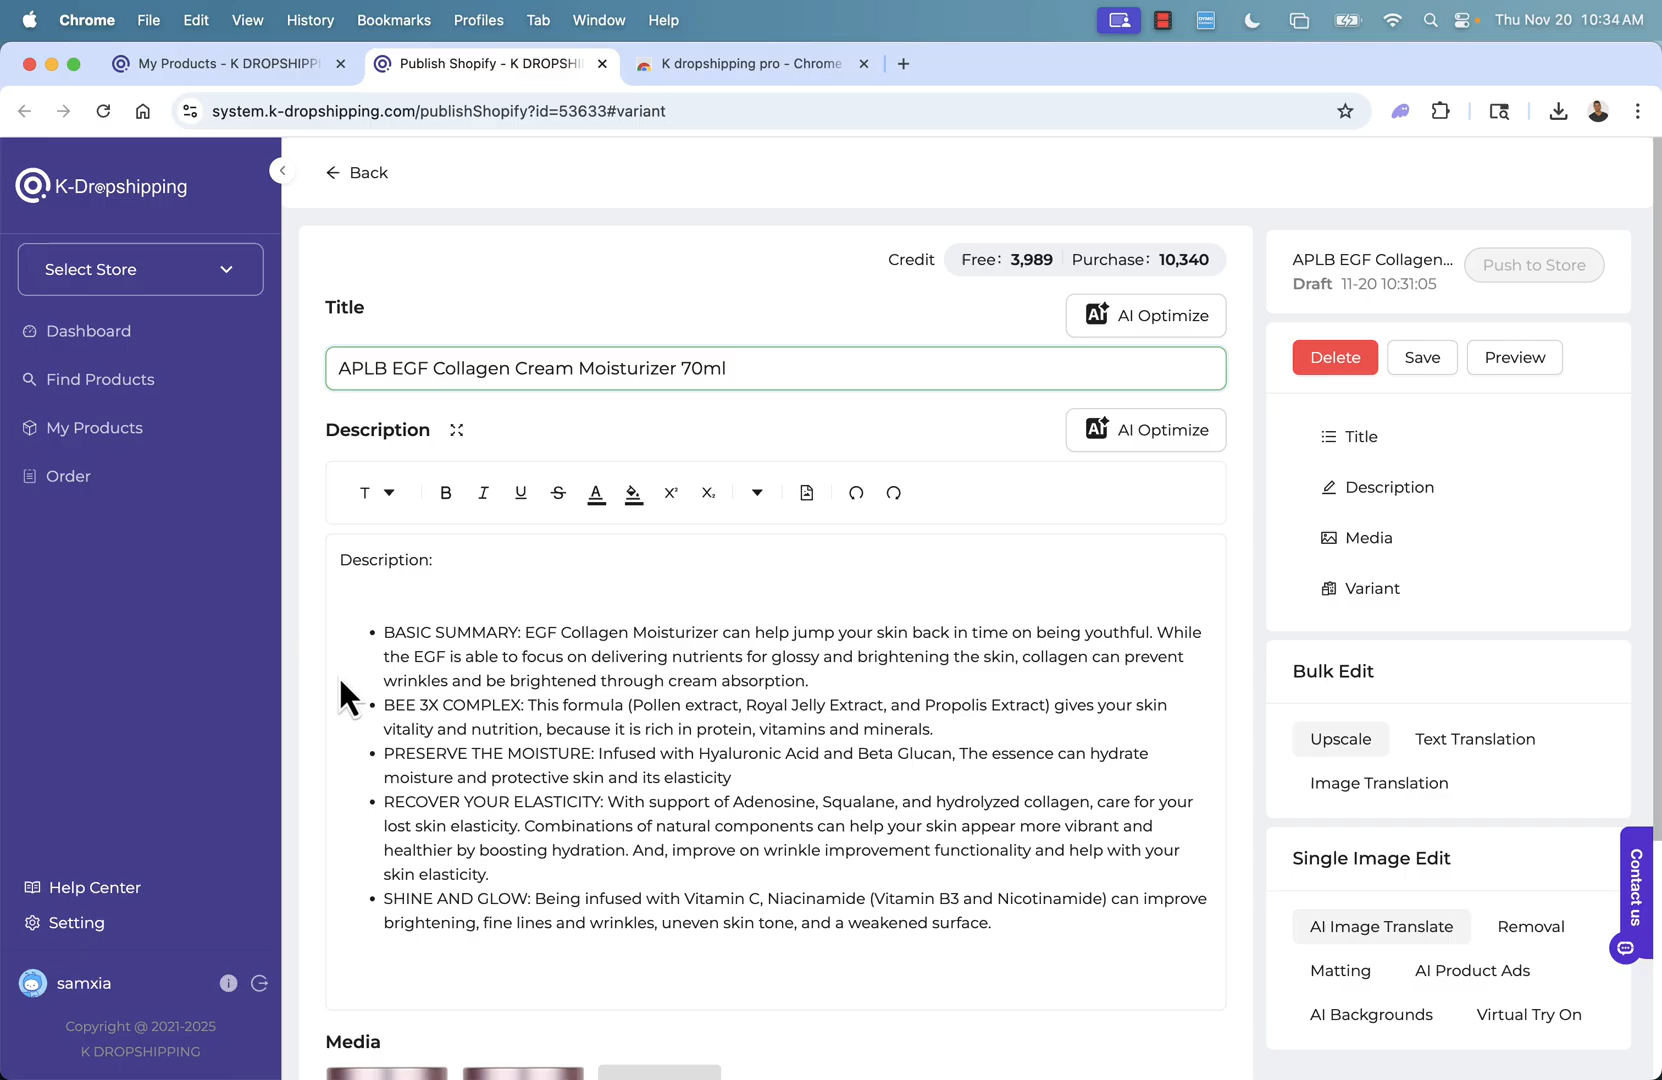 Chrome File Edit View History Bookmarks Profiles Tab Window Help
Thu Nov 20 10:34 AM
My Products - K DROPSHIPP
Publish Shopify - K DROPSHI
K dropshipping pro - Chrome
system.k-dropshipping.com/publishShopify?id=53633#variant
K-Dropshipping
Select Store
Dashboard
Find Products
My Products
Order
Help Center
Setting
samxia
Copyright @ 2021-2025
K DROPSHIPPING
Back
Credit Free: 3,989 Purchase: 10,340
Title
AI AI Optimize
APLB EGF Collagen Cream Moisturizer 70ml
Description
AI AI Optimize
T B I U S A X² X₂
Description:
• BASIC SUMMARY: EGF Collagen Moisturizer can help jump your skin back in time on being youthful. While
the EGF is able to focus on delivering nutrients for glossy and brightening the skin, collagen can prevent
wrinkles and be brightened through cream absorption.
• BEE 3X COMPLEX: This formula (Pollen extract, Royal Jelly Extract, and Propolis Extract) gives your skin
vitality and nutrition, because it is rich in protein, vitamins and minerals.
• PRESERVE THE MOISTURE: Infused with Hyaluronic Acid and Beta Glucan, The essence can hydrate
moisture and protective skin and its elasticity
• RECOVER YOUR ELASTICITY: With support of Adenosine, Squalane, and hydrolyzed collagen, care for your
lost skin elasticity. Combinations of natural components can help your skin appear more vibrant and
healthier by boosting hydration. And, improve on wrinkle improvement functionality and help with your
skin elasticity.
• SHINE AND GLOW: Being infused with Vitamin C, Niacinamide (Vitamin B3 and Nicotinamide) can improve
brightening, fine lines and wrinkles, uneven skin tone, and a weakened surface.
Media
APLB EGF Collagen...
Draft 11-20 10:31:05
Push to Store
Delete Save Preview
Title
Description
Media
Variant
Bulk Edit
Upscale Text Translation
Image Translation
Single Image Edit
AI Image Translate Removal
Matting AI Product Ads
AI Backgrounds Virtual Try On
Contact us